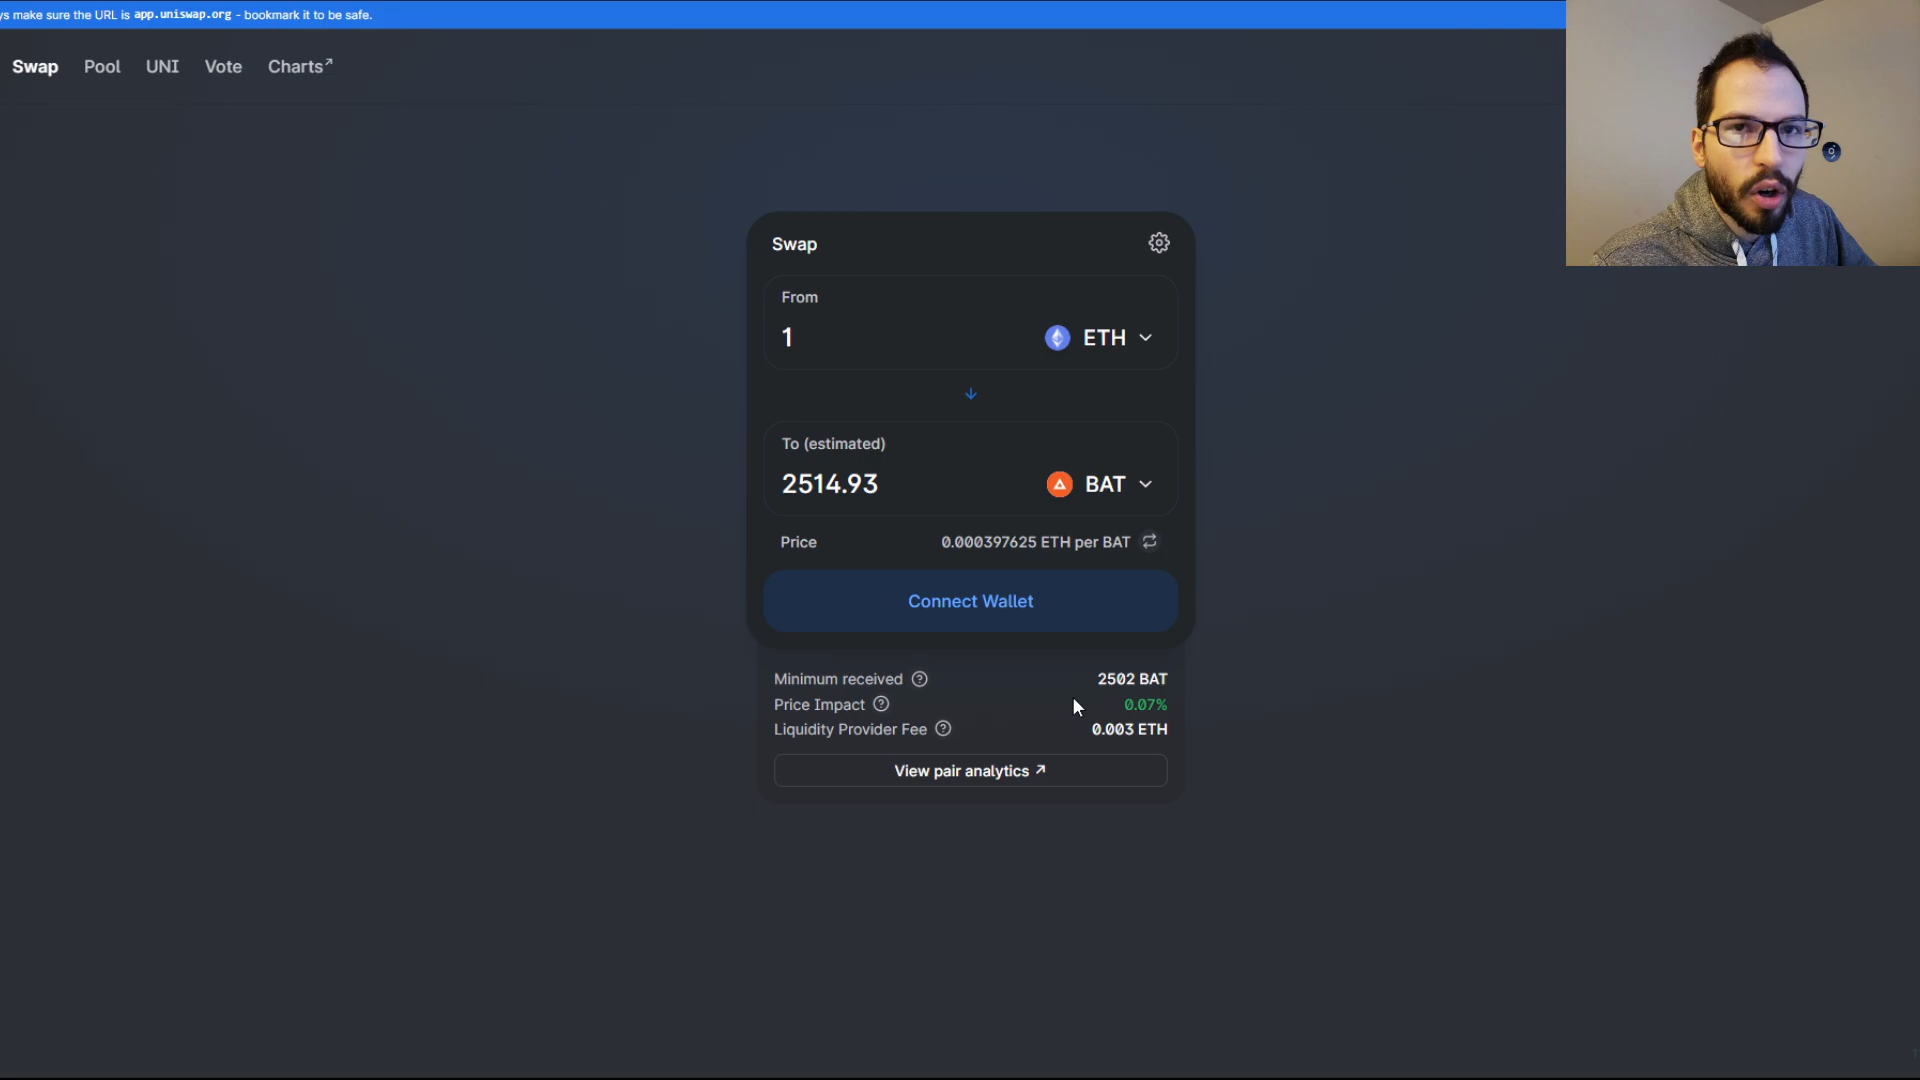 ys make sure the URL is app.uniswap.org - bookmark it to be safe.
Swap Pool UNI Vote Charts↗
Swap
From
1 ETH
To (estimated)
2514.93 BAT
Price 0.000397625 ETH per BAT
Connect Wallet
Minimum received ? 2502 BAT
Price Impact ? 0.07%
Liquidity Provider Fee ? 0.003 ETH
View pair analytics ↗